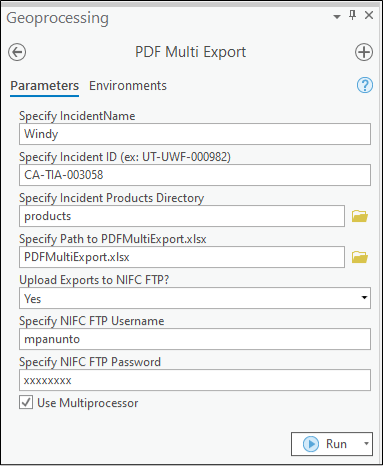 Geoprocessing
PDF Multi Export
Parameters Environments
Specify IncidentName
Windy
Specify Incident ID (ex: UT-UWF-000982)
CA-TIA-003058
Specify Incident Products Directory
products
Specify Path to PDFMultiExport.xlsx
PDFMultiExport.xlsx
Upload Exports to NIFC FTP?
Yes
Specify NIFC FTP Username
mpanunto
Specify NIFC FTP Password
xxxxxxxx
Use Multiprocessor
Run